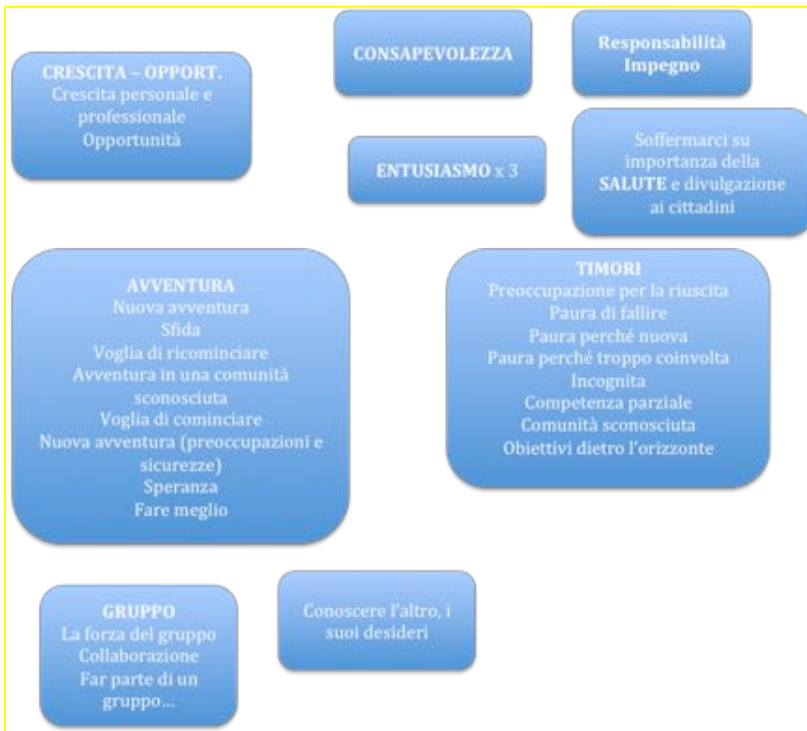 CRESCITA – OPPORT.
Crescita personale e
professionale
Opportunità
CONSAPEVOLEZZA
Responsabilità
Impegno
ENTUSIASMO x 3
Soffermarci su
importanza della
SALUTE e divulgazione
ai cittadini
AVVENTURA
Nuova avventura
Sfida
Voglia di ricominciare
Avventura in una comunità
sconosciuta
Voglia di cominciare
Nuova avventura (preoccupazioni e
sicurezze)
Speranza
Fare meglio
TIMORI
Preoccupazione per la riuscita
Paura di fallire
Paura perché nuova
Paura perché troppo coinvolta
Incognita
Competenza parziale
Comunità sconosciuta
Obiettivi dietro l'orizzonte
GRUPPO
La forza del gruppo
Collaborazione
Far parte di un
gruppo…
Conoscere l'altro, i
suoi desideri